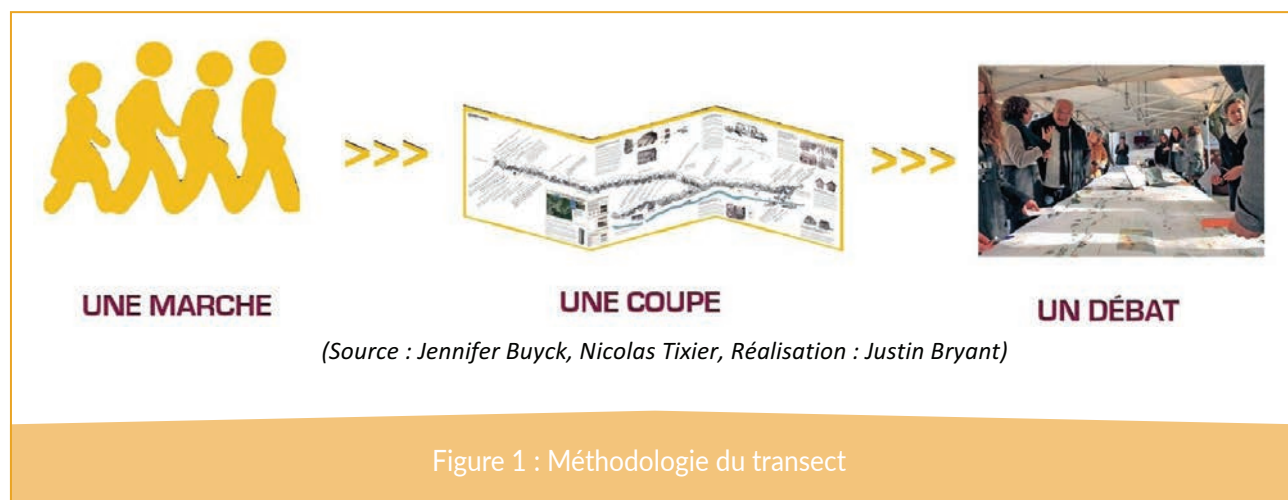 >>>
>>>
UNE MARCHE
UNE COUPE
UN DÉBAT
(Source : Jennifer Buyck, Nicolas Tixier, Réalisation : Justin Bryant)
Figure 1 : Méthodologie du transect